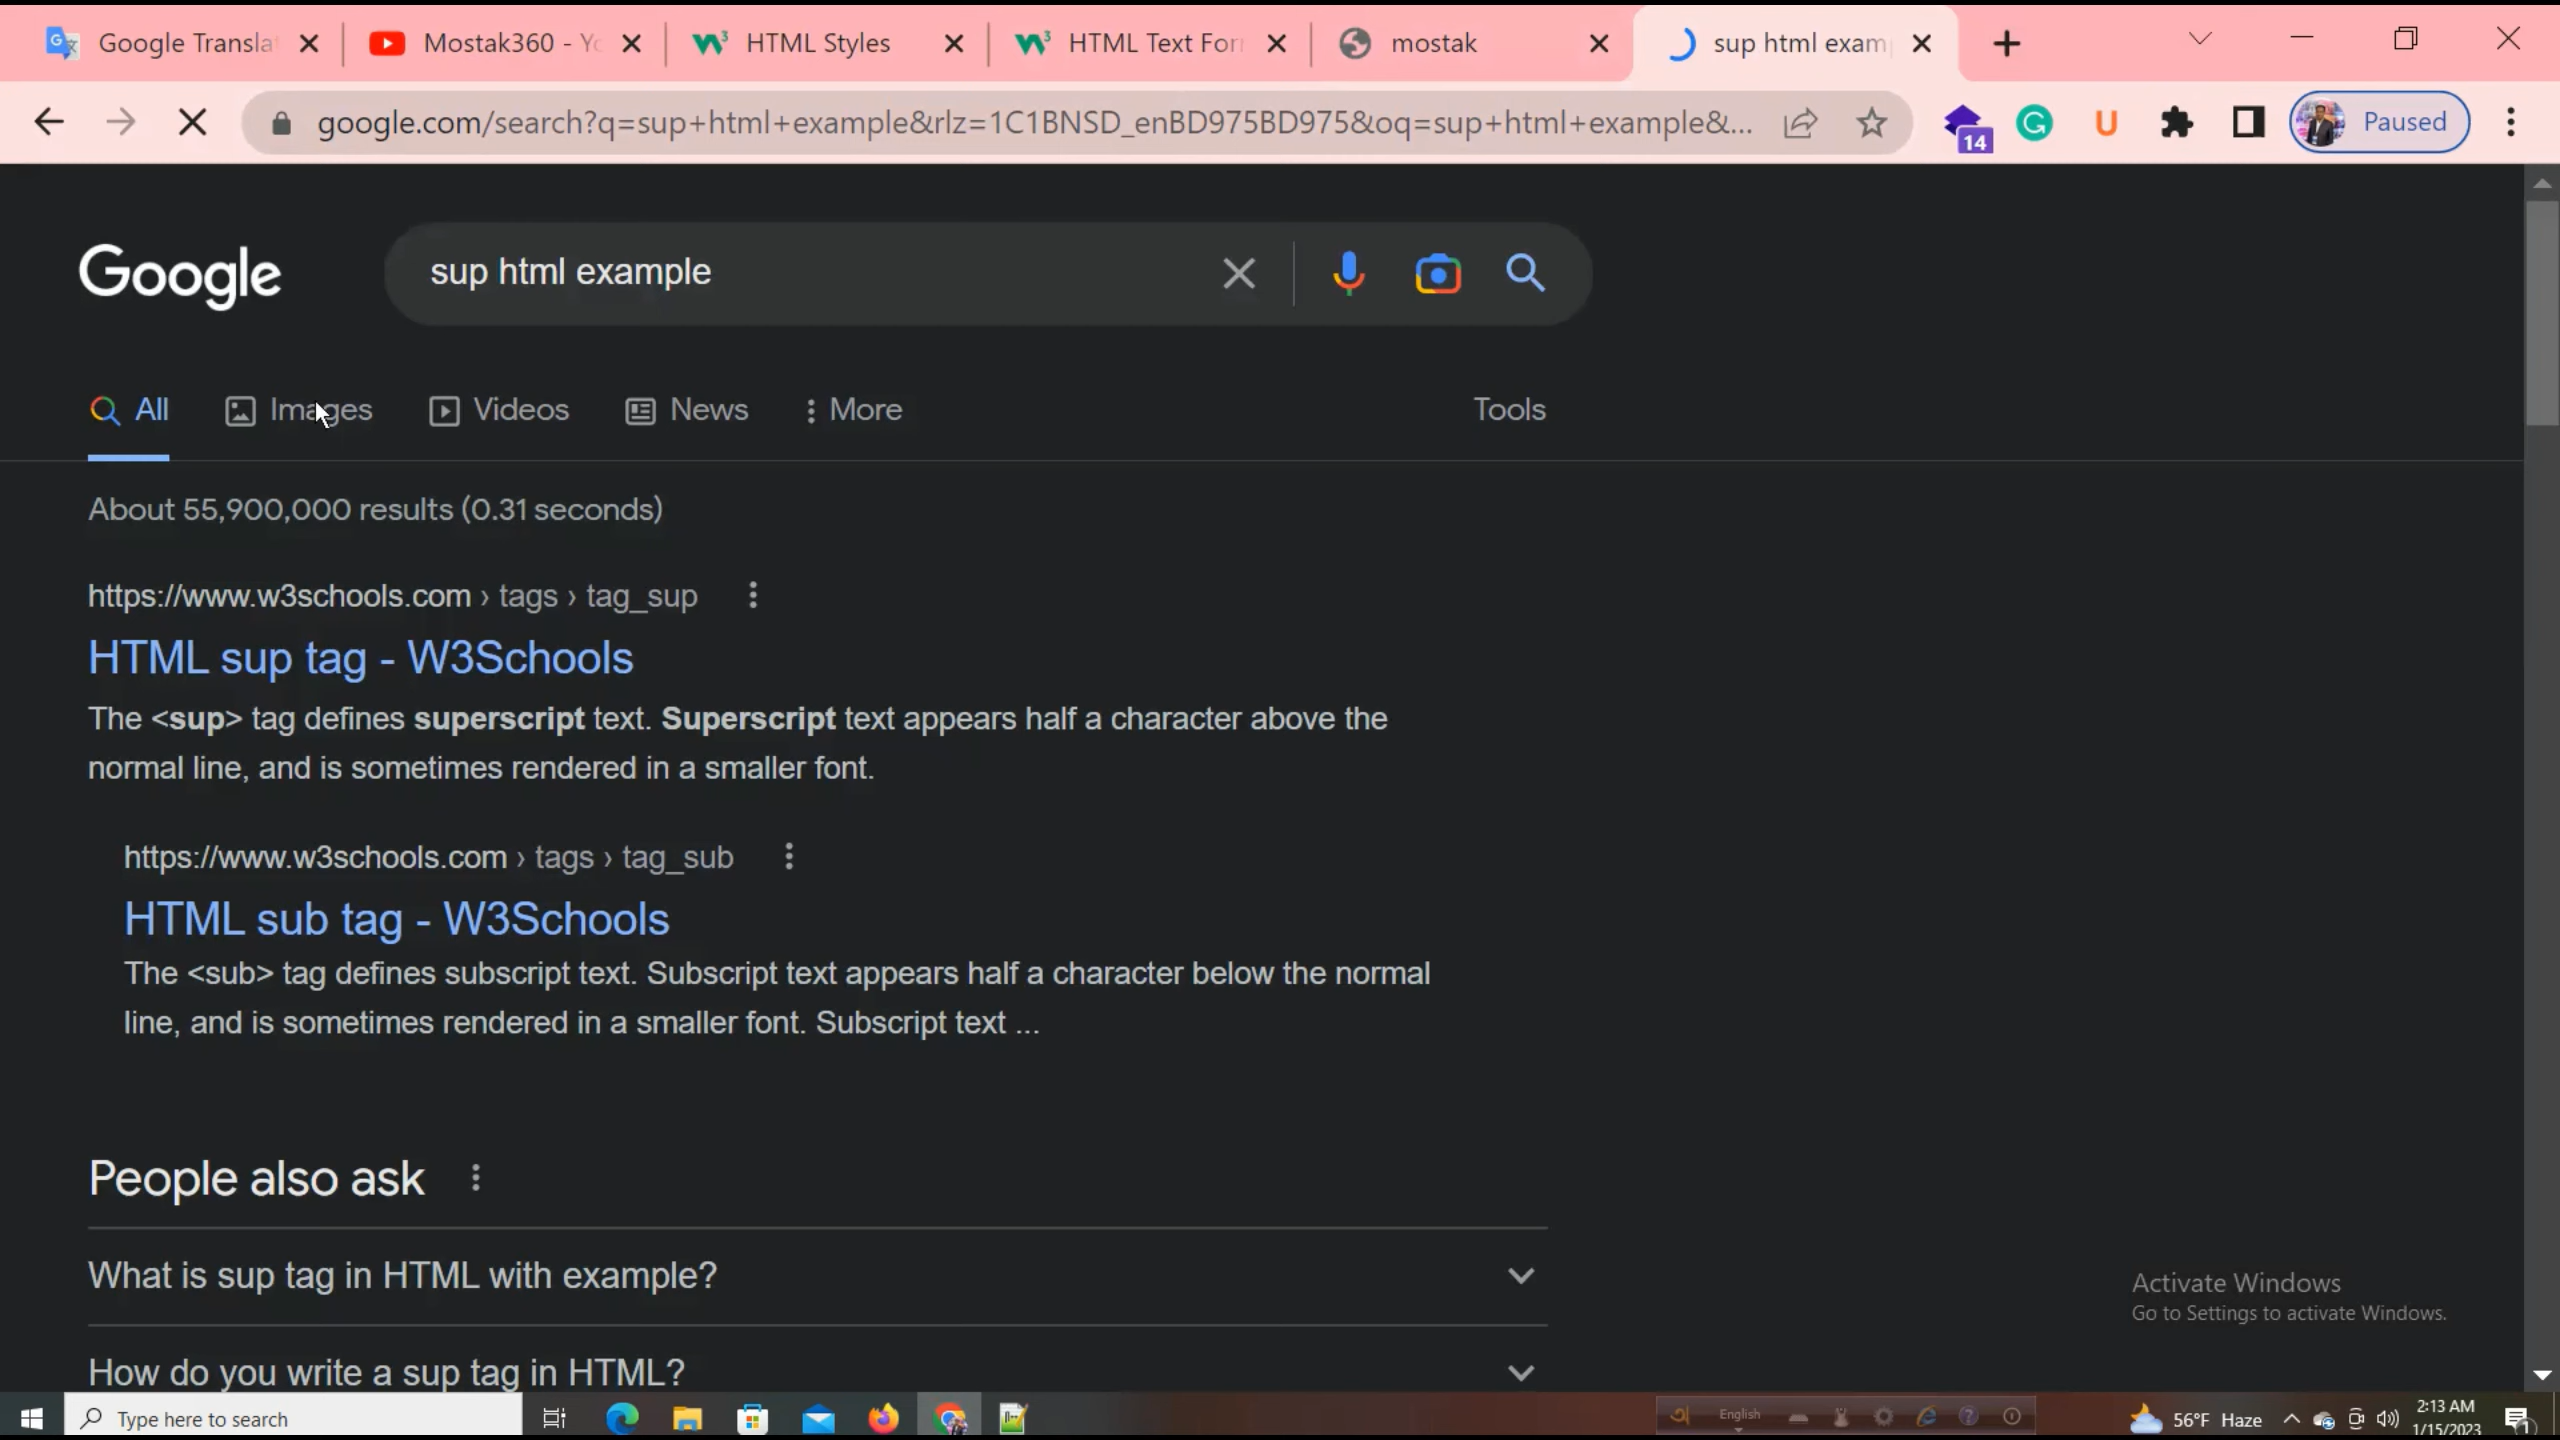 Google Transla
Mostak360 - Yo
HTML Styles
HTML Text For
mostak
sup html exam
google.com/search?q=sup+html+example&rlz=1C1BNSD_enBD975BD975&oq=sup+html+example&...
14
Paused
Google
sup html example
All
Images
Videos
News
More
Tools
About 55,900,000 results (0.31 seconds)
https://www.w3schools.com › tags › tag_sup
HTML sup tag - W3Schools
The <sup> tag defines superscript text. Superscript text appears half a character above the
normal line, and is sometimes rendered in a smaller font.
https://www.w3schools.com › tags › tag_sub
HTML sub tag - W3Schools
The <sub> tag defines subscript text. Subscript text appears half a character below the normal
line, and is sometimes rendered in a smaller font. Subscript text ...
People also ask
What is sup tag in HTML with example?
How do you write a sup tag in HTML?
Activate Windows
Go to Settings to activate Windows.
Type here to search
English
56°F Haze
2:13 AM
1/15/2023
1